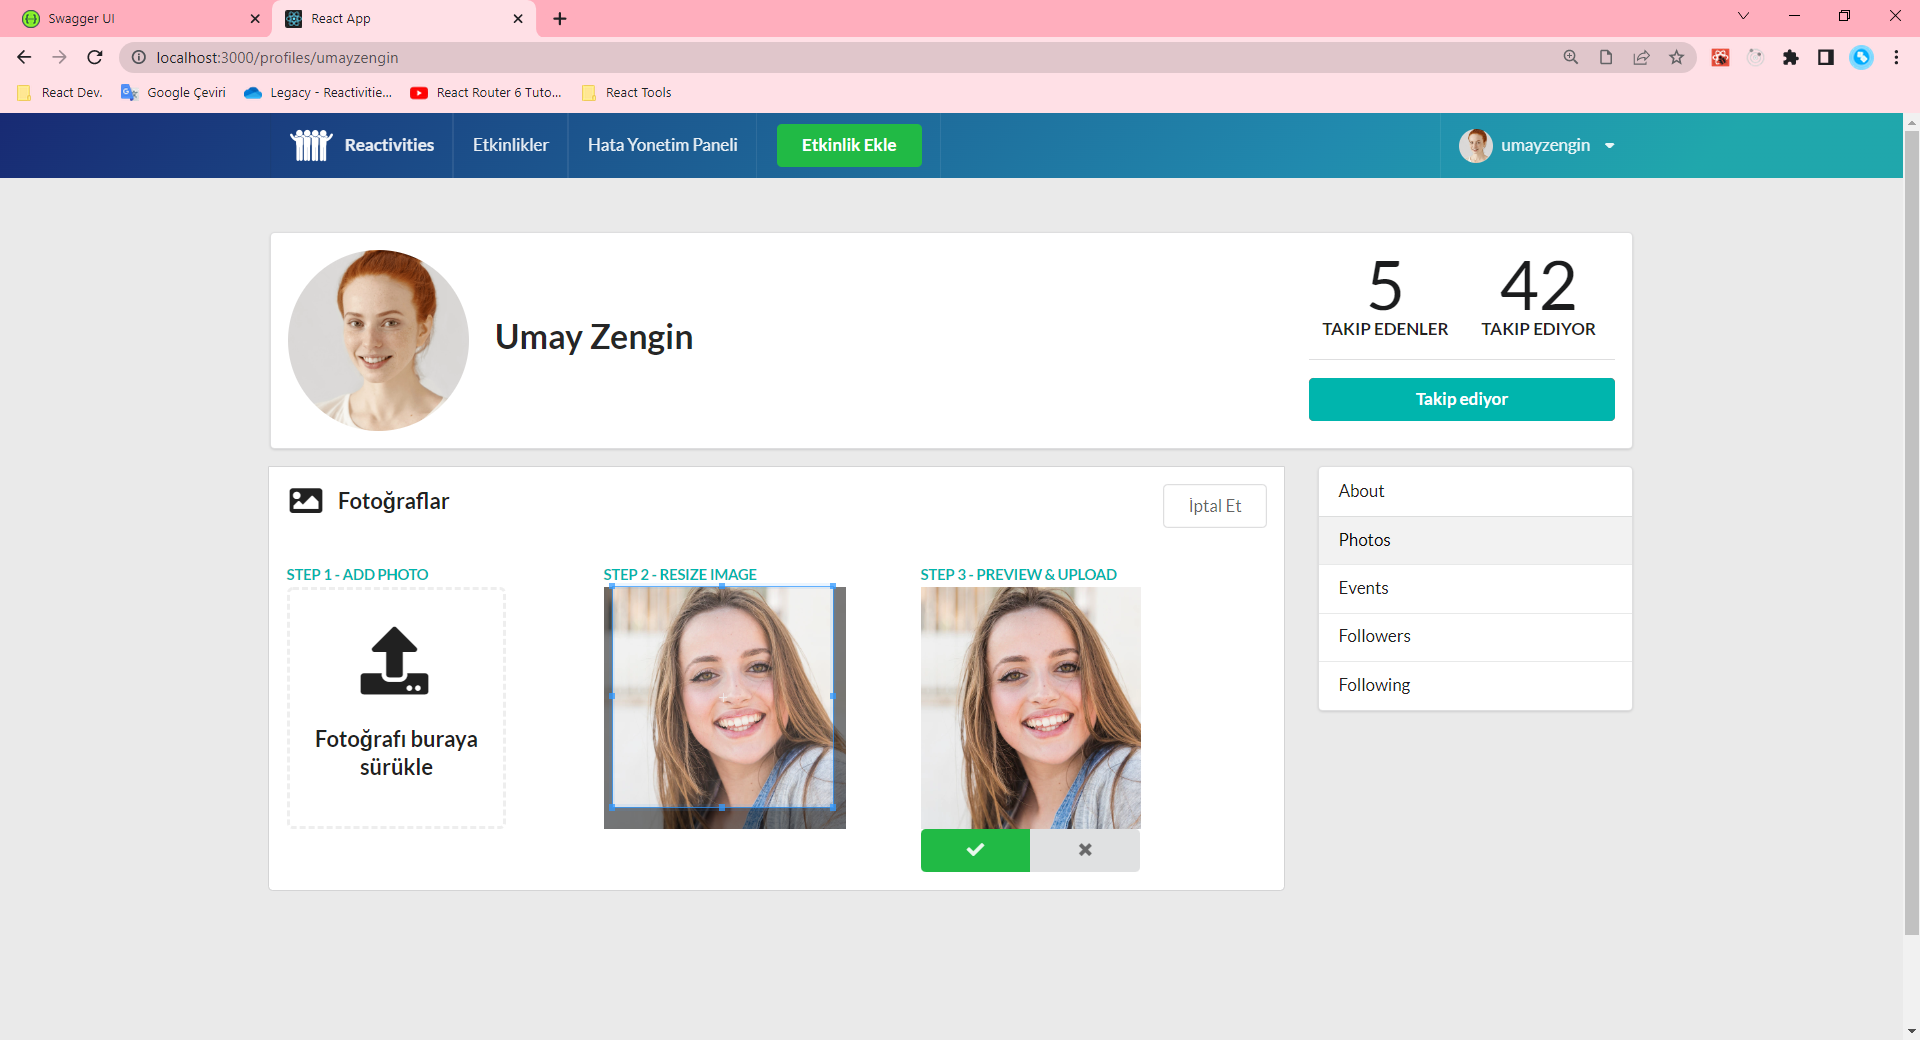 Swagger UI
React App
localhost:3000/profiles/umayzengin
React Dev.
Google Çeviri
Legacy - Reactivitie...
React Router 6 Tuto...
React Tools
Reactivities
Etkinlikler
Hata Yonetim Paneli
Etkinlik Ekle
umayzengin
Umay Zengin
5
TAKIP EDENLER
42
TAKIP EDIYOR
Takip ediyor
Fotoğraflar
İptal Et
STEP 1 - ADD PHOTO
Fotoğrafı buraya
sürükle
STEP 2 - RESIZE IMAGE
STEP 3 - PREVIEW & UPLOAD
About
Photos
Events
Followers
Following